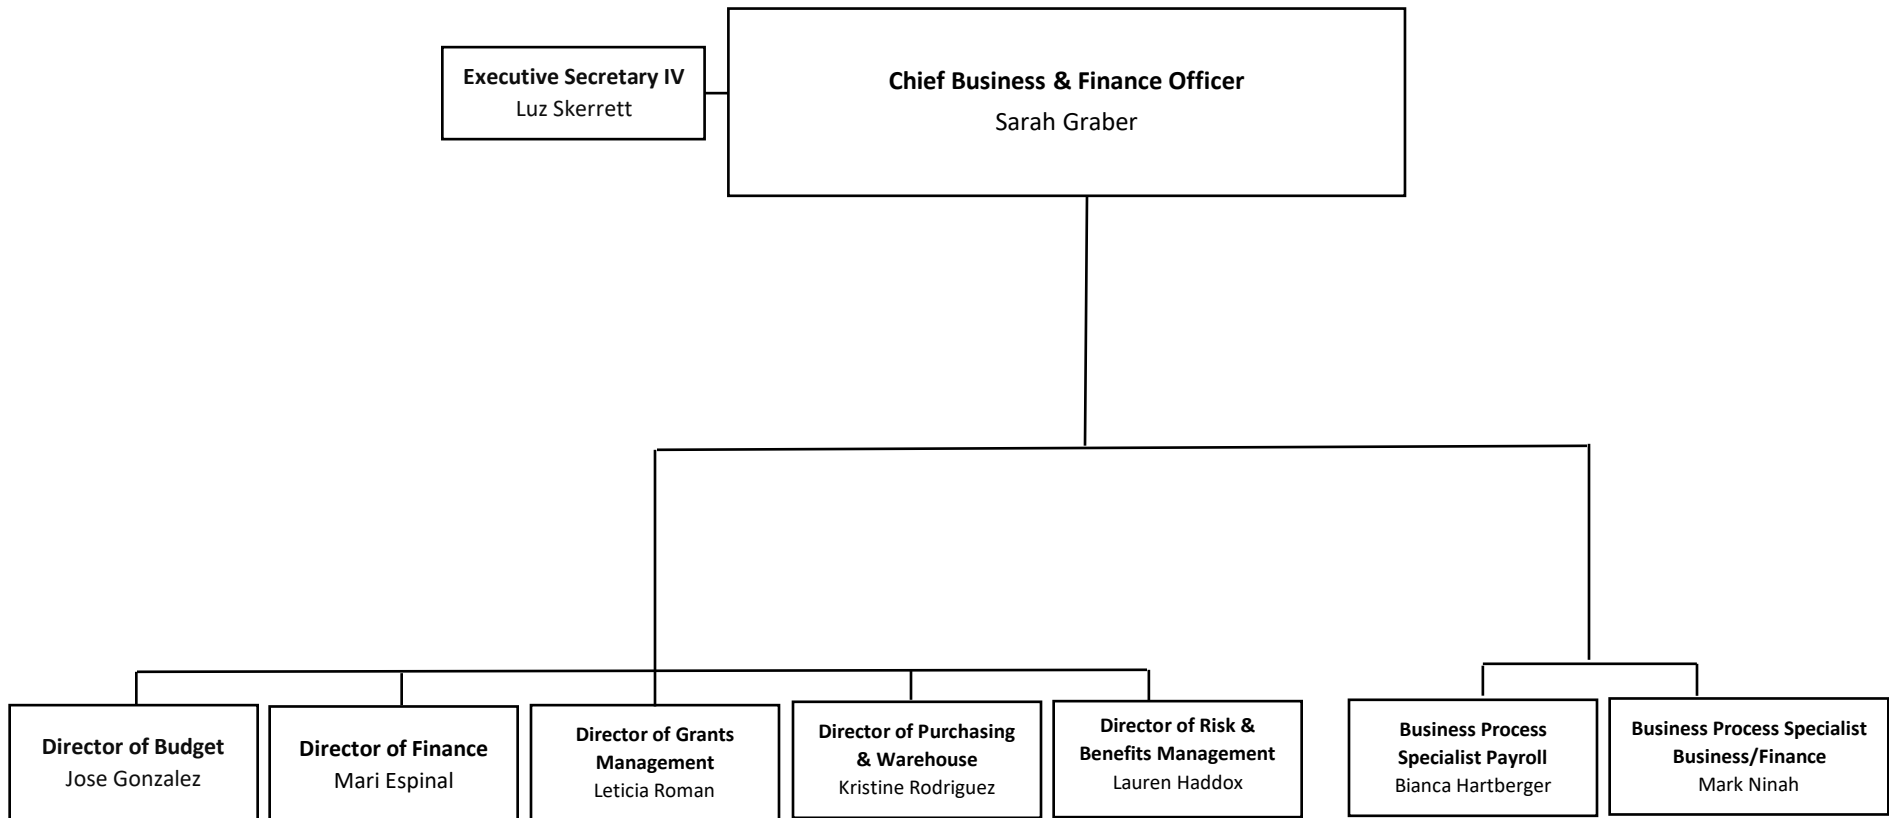 Executive Secretary IV
Luz Skerrett
Chief Business & Finance Officer
Sarah Graber
Director of Budget
Jose Gonzalez
Director of Finance
Mari Espinal
Director of Grants
Management
Leticia Roman
Director of Purchasing
& Warehouse
Kristine Rodriguez
Director of Risk &
Benefits Management
Lauren Haddox
Business Process
Specialist Payroll
Bianca Hartberger
Business Process Specialist
Business/Finance
Mark Ninah